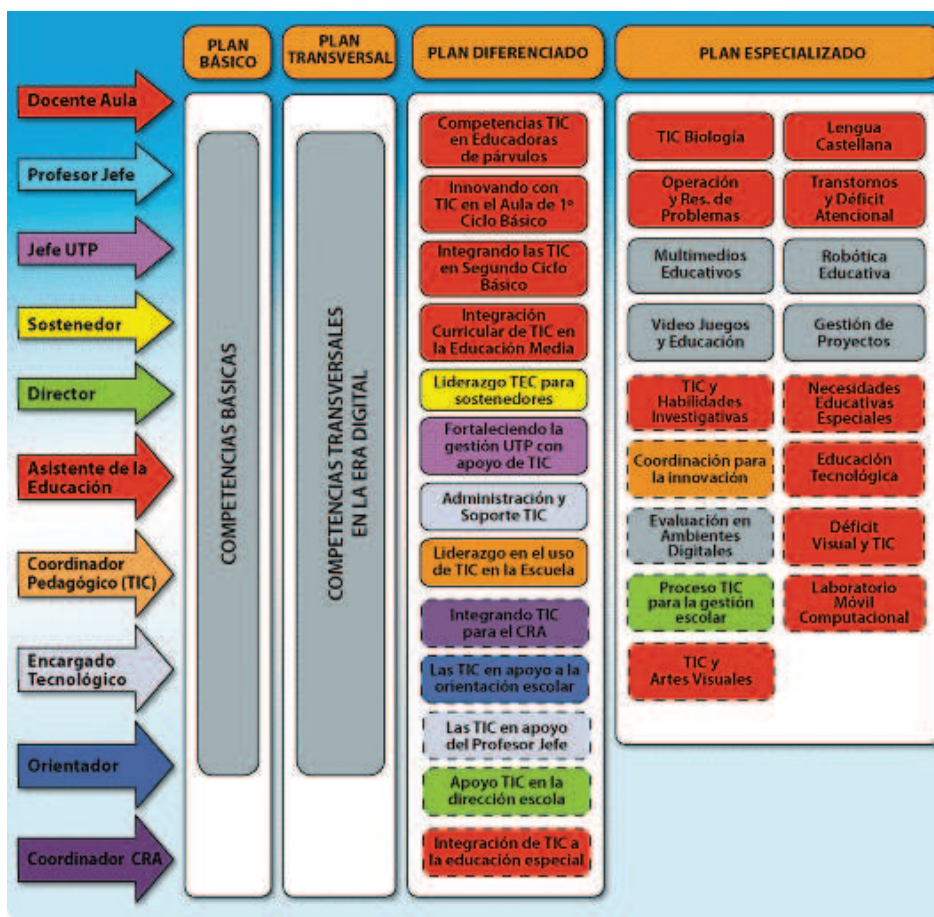 PLAN
BÁSICO
PLAN
TRANSVERSAL
PLAN DIFERENCIADO
PLAN ESPECIALIZADO
Docente Aula
Profesor Jefe
Jefe UTP
Sostenedor
Director
Asistente de la
Educación
Coordinador
Pedagógico (TIC)
Encargado
Tecnológico
Orientador
Coordinador CRA
COMPETENCIAS BÁSICAS
COMPETENCIAS TRANSVERSALES
EN LA ERA DIGITAL
Competencias TIC
en Educadoras
de párvulos
Innovando con
TIC en el Aula de 1º
Ciclo Básico
Integrando las TIC
en Segundo Ciclo
Básico
Integración
Curricular de TIC en
la Educación Media
Liderazgo TEC para
sostenedores
Fortaleciendo la
gestión UTP con
apoyo de TIC
Administración y
Soporte TIC
Liderazgo en el uso
de TIC en la Escuela
Integrando TIC
para el CRA
Las TIC en apoyo a la
orientación escolar
Las TIC en apoyo
del Profesor Jefe
Apoyo TIC en la
dirección escola
Integración de TIC a
la educación especial
TIC Biología
Lengua
Castellana
Operación
y Res. de
Problemas
Transtornos
y Déficit
Atencional
Multimedios
Educativos
Robótica
Educativa
Video Juegos
y Educación
Gestión de
Proyectos
TIC y
Habilidades
Investigativas
Necesidades
Educativas
Especiales
Coordinación para
la innovación
Educación
Tecnológica
Evaluación en
Ambientes
Digitales
Déficit
Visual y TIC
Proceso TIC
para la gestión
escolar
Laboratorio
Móvil
Computacional
TIC y
Artes Visuales